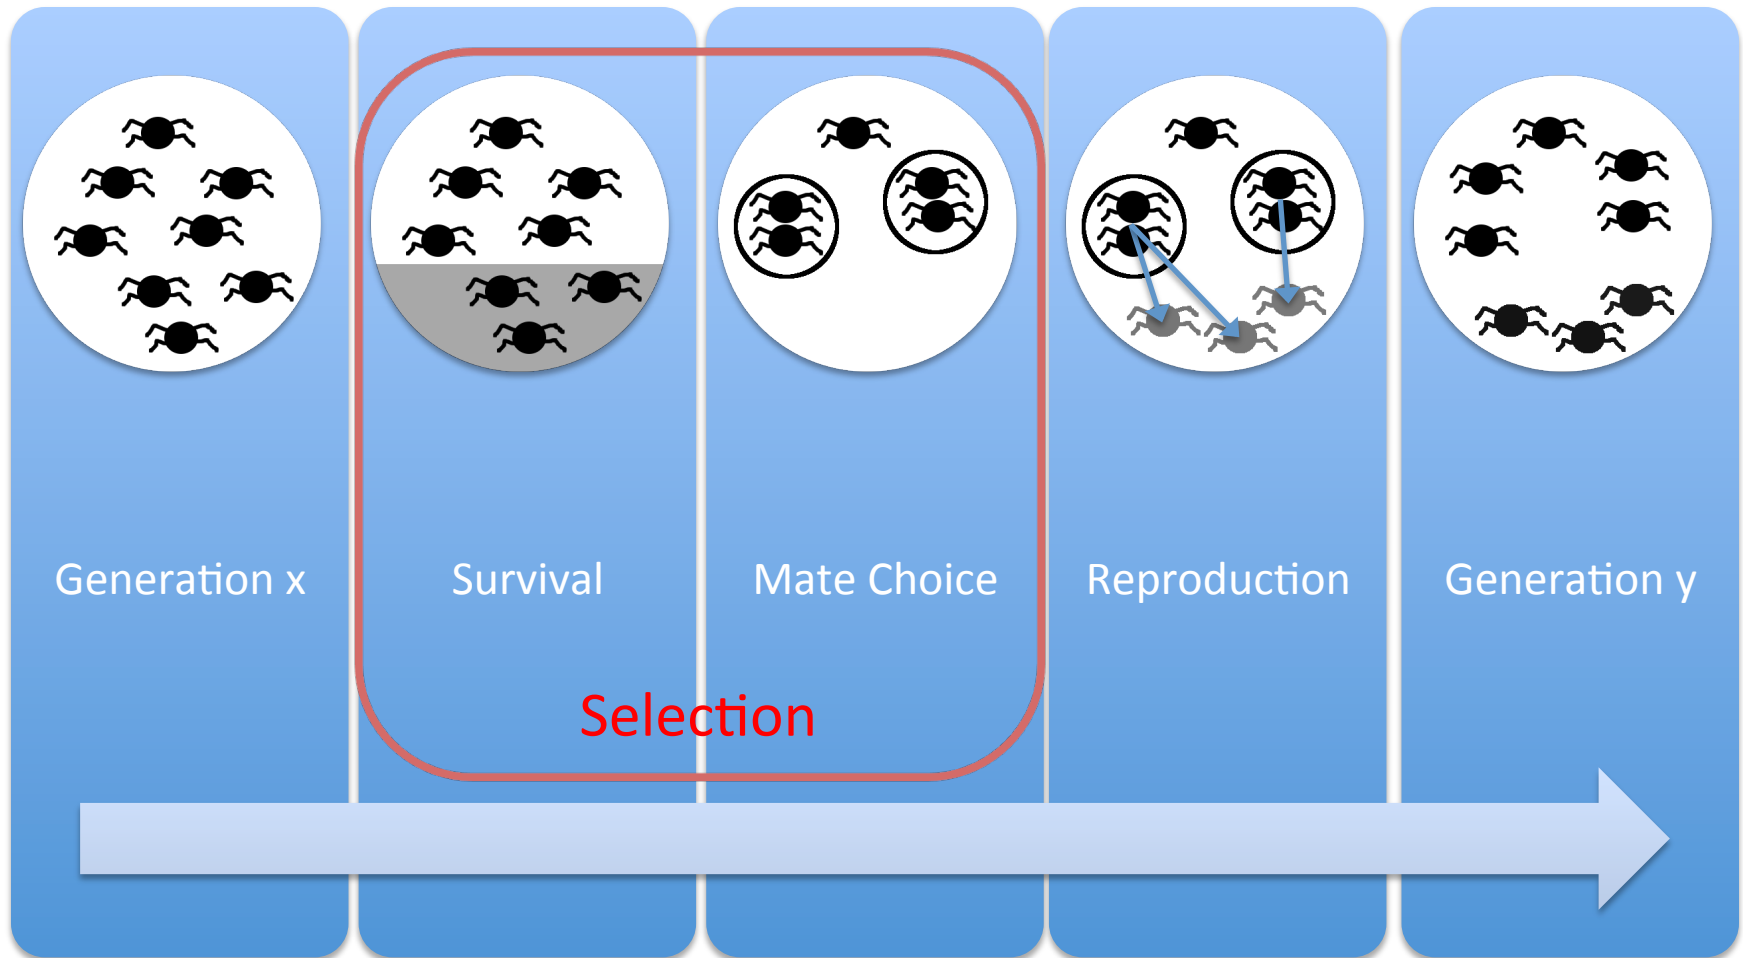 Generation x
Survival
Mate Choice
Reproduction
Generation y
Selection